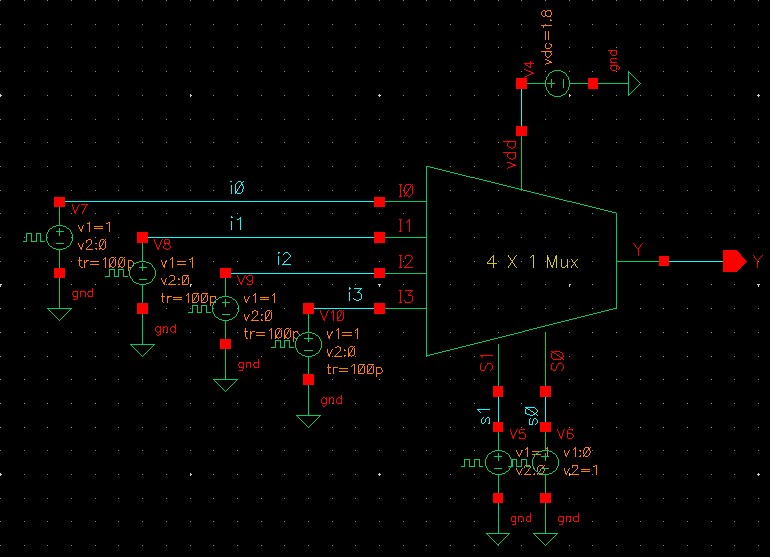 vdc=1.8
V4
gnd
vdd
i0
I0
V7
v1=1
v2:0
tr=100p
gnd
i1
I1
V8
v1=1
v2:0
tr=100p
gnd
i2
I2
V9
v1=1
v2:0
tr=100p
gnd
i3
I3
V10
v1=1
v2:0
tr=100p
gnd
4 X 1 Mux
Y
Y
S1
S0
s1
s0
V5
v1=1
v2:0
gnd
V6
v1:0
v2=1
gnd